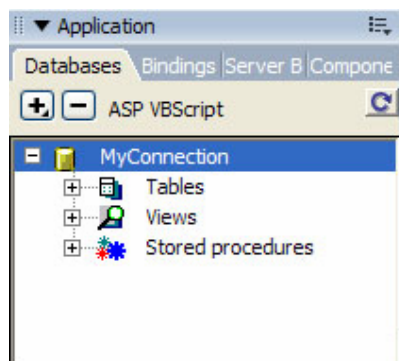 Application
Databases Bindings Server B Compone
ASP VBScript
MyConnection
Tables
Views
Stored procedures